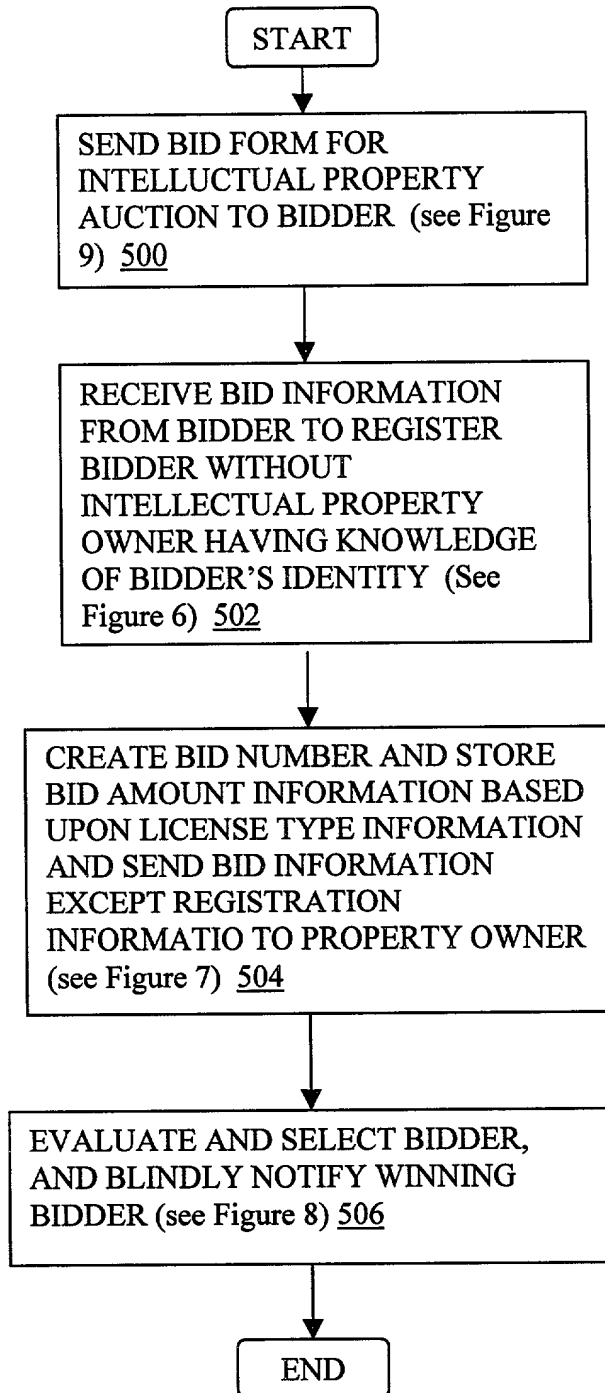 START
SEND BID FORM FOR
INTELLUCTUAL PROPERTY
AUCTION TO BIDDER (see Figure
9) 500
RECEIVE BID INFORMATION
FROM BIDDER TO REGISTER
BIDDER WITHOUT
INTELLECTUAL PROPERTY
OWNER HAVING KNOWLEDGE
OF BIDDER'S IDENTITY (See
Figure 6) 502
CREATE BID NUMBER AND STORE
BID AMOUNT INFORMATION BASED
UPON LICENSE TYPE INFORMATION
AND SEND BID INFORMATION
EXCEPT REGISTRATION
INFORMATIO TO PROPERTY OWNER
(see Figure 7) 504
EVALUATE AND SELECT BIDDER,
AND BLINDLY NOTIFY WINNING
BIDDER (see Figure 8) 506
END